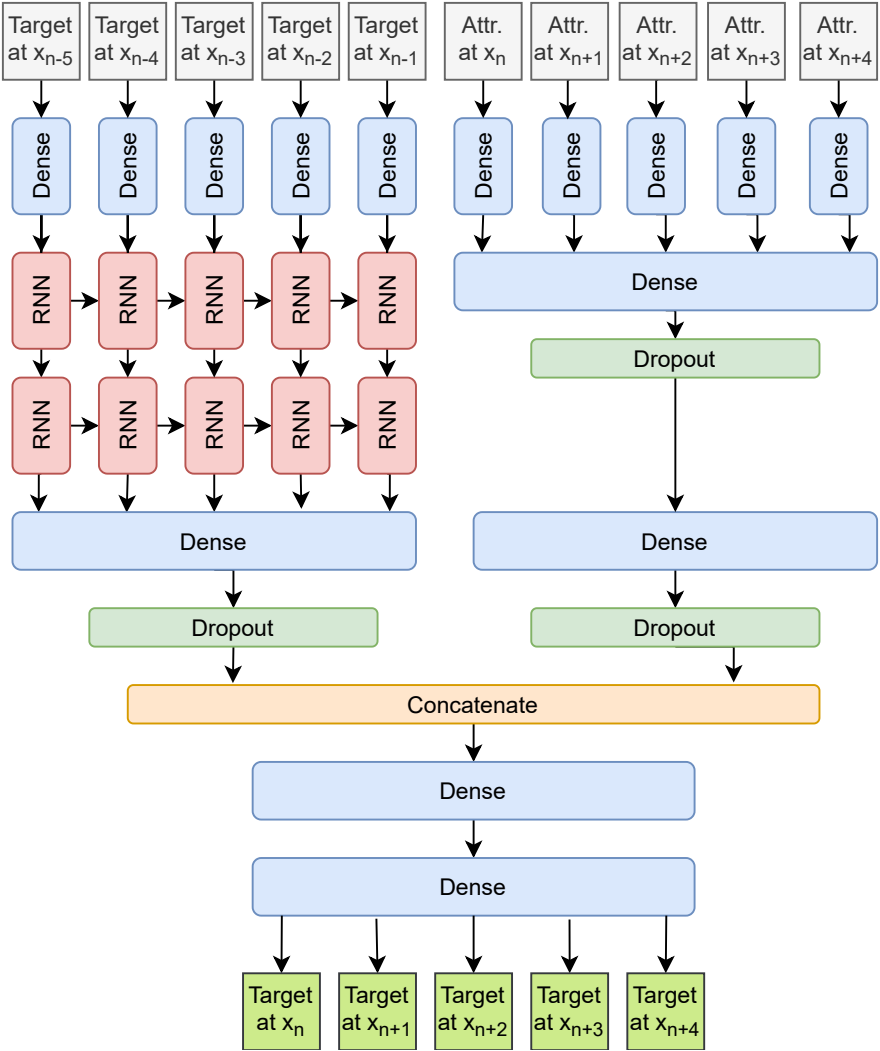 Target
at xn-5
Target
at xn-4
Target
at xn-3
Target
at xn-2
Target
at xn-1
Attr.
at xn
Attr.
at xn+1
Attr.
at xn+2
Attr.
at xn+3
Attr.
at xn+4
Dense
Dense
Dense
Dense
Dense
Dense
Dense
Dense
Dense
Dense
RNN
RNN
RNN
RNN
RNN
Dense
Dropout
RNN
RNN
RNN
RNN
RNN
Dense
Dense
Dropout
Dropout
Concatenate
Dense
Dense
Target
at xn
Target
at xn+1
Target
at xn+2
Target
at xn+3
Target
at xn+4